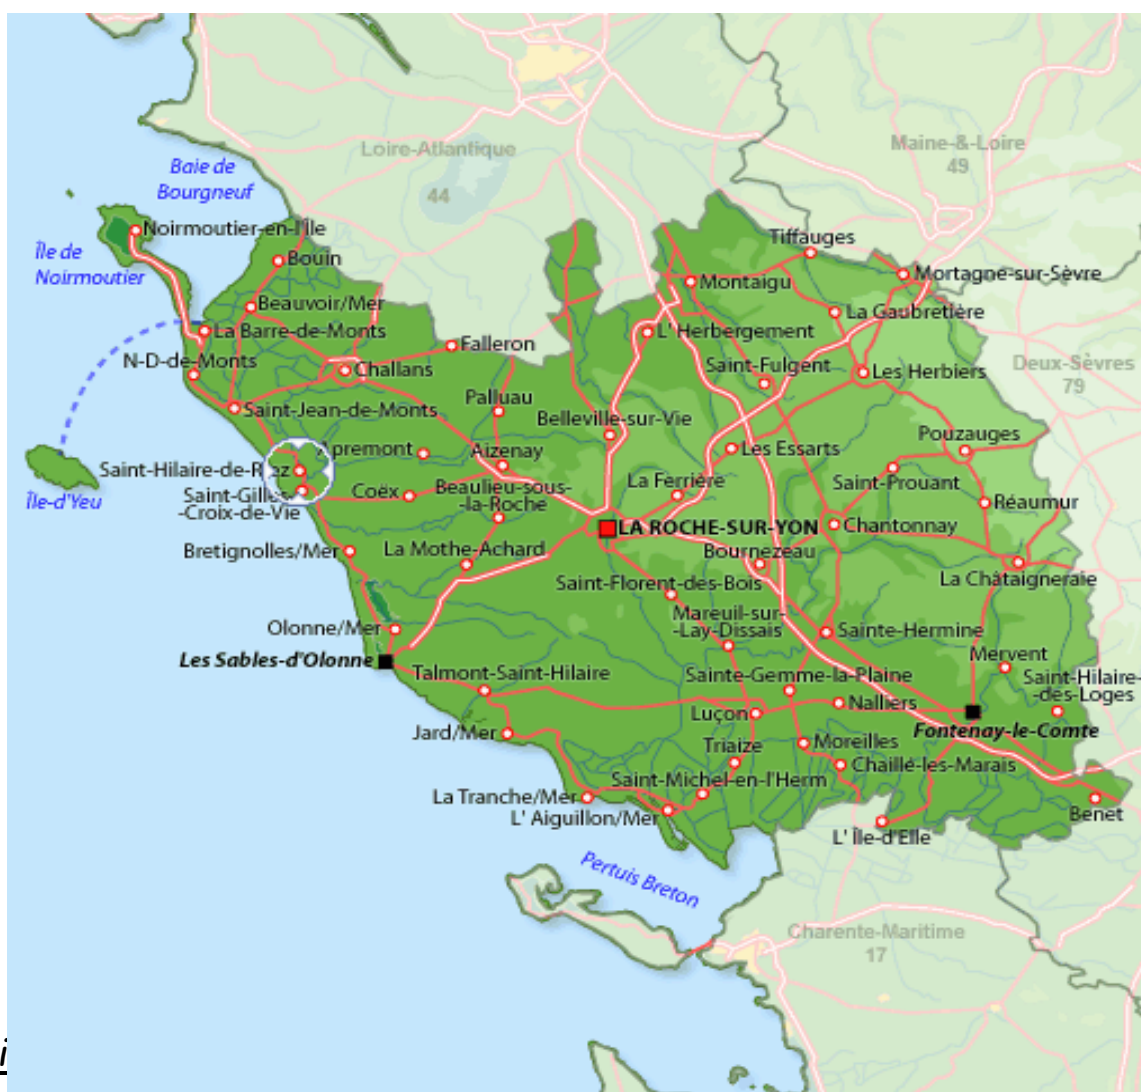 Loire-Atlantique
44
Maine-&-Loire
49
Baie de
Bourgneuf
Noirmoutier-en-l'Île
Île de
Noirmoutier
Bouin
Tiffauges
Mortagne-sur-Sèvre
Montaigu
Beauvoir/Mer
La Gaubretière
La Barre-de-Monts
L' Herbergement
Falleron
N-D-de-Monts
Challans
Saint-Fulgent
Les Herbiers
Deux-Sèvres
79
Palluau
Saint-Jean-de-Monts
Belleville-sur-Vie
Pouzauges
Apremont
Aizenay
Les Essarts
Saint-Hilaire-de-Riez
La Ferrière
Saint-Prouant
Île-d'Yeu
Saint-Gilles-
-Croix-de-Vie
Coëx
Beaulieu-sous-
-la-Roche
Réaumur
LA ROCHE-SUR-YON
Chantonnay
Bretignolles/Mer
La Mothe-Achard
Bournezeau
La Châtaigneraie
Saint-Florent-des-Bois
Mareuil-sur-
-Lay-Dissais
Olonne/Mer
Sainte-Hermine
Les Sables-d'Olonne
Mervent
Talmont-Saint-Hilaire
Sainte-Gemme-la-Plaine
Saint-Hilaire-
-des-Loges
Nalliers
Luçon
Fontenay-le-Comte
Jard/Mer
Triaize
Moreilles
Chaillé-les-Marais
Saint-Michel-en-l'Herm
La Tranche/Mer
L' Aiguillon/Mer
Benet
L' Île-d'Elle
Pertuis Breton
Charente-Maritime
17
i